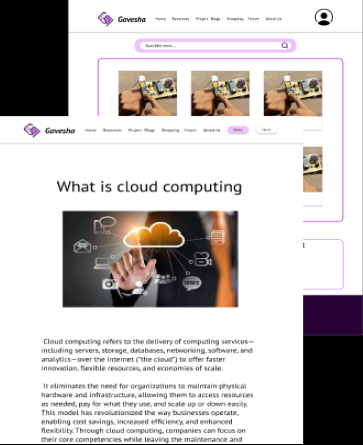 Gavesha
Home Resources Project Blogs Shopping Forum About Us
Search to more...
Gavesha
Home Resources Project Blogs Shopping Forum About Us
What is cloud computing
MMS
Cloud computing refers to the delivery of computing services—
including servers, storage, databases, networking, software, and
analytics—over the internet ("the cloud") to offer faster
innovation, flexible resources, and economies of scale.
It eliminates the need for organizations to maintain physical
hardware and infrastructure, allowing them to access resources
as needed, pay for what they use, and scale up or down easily.
This model has revolutionized the way businesses operate,
enabling cost savings, increased efficiency, and enhanced
flexibility. Through cloud computing, companies can focus on
their core competencies while leaving the maintenance and